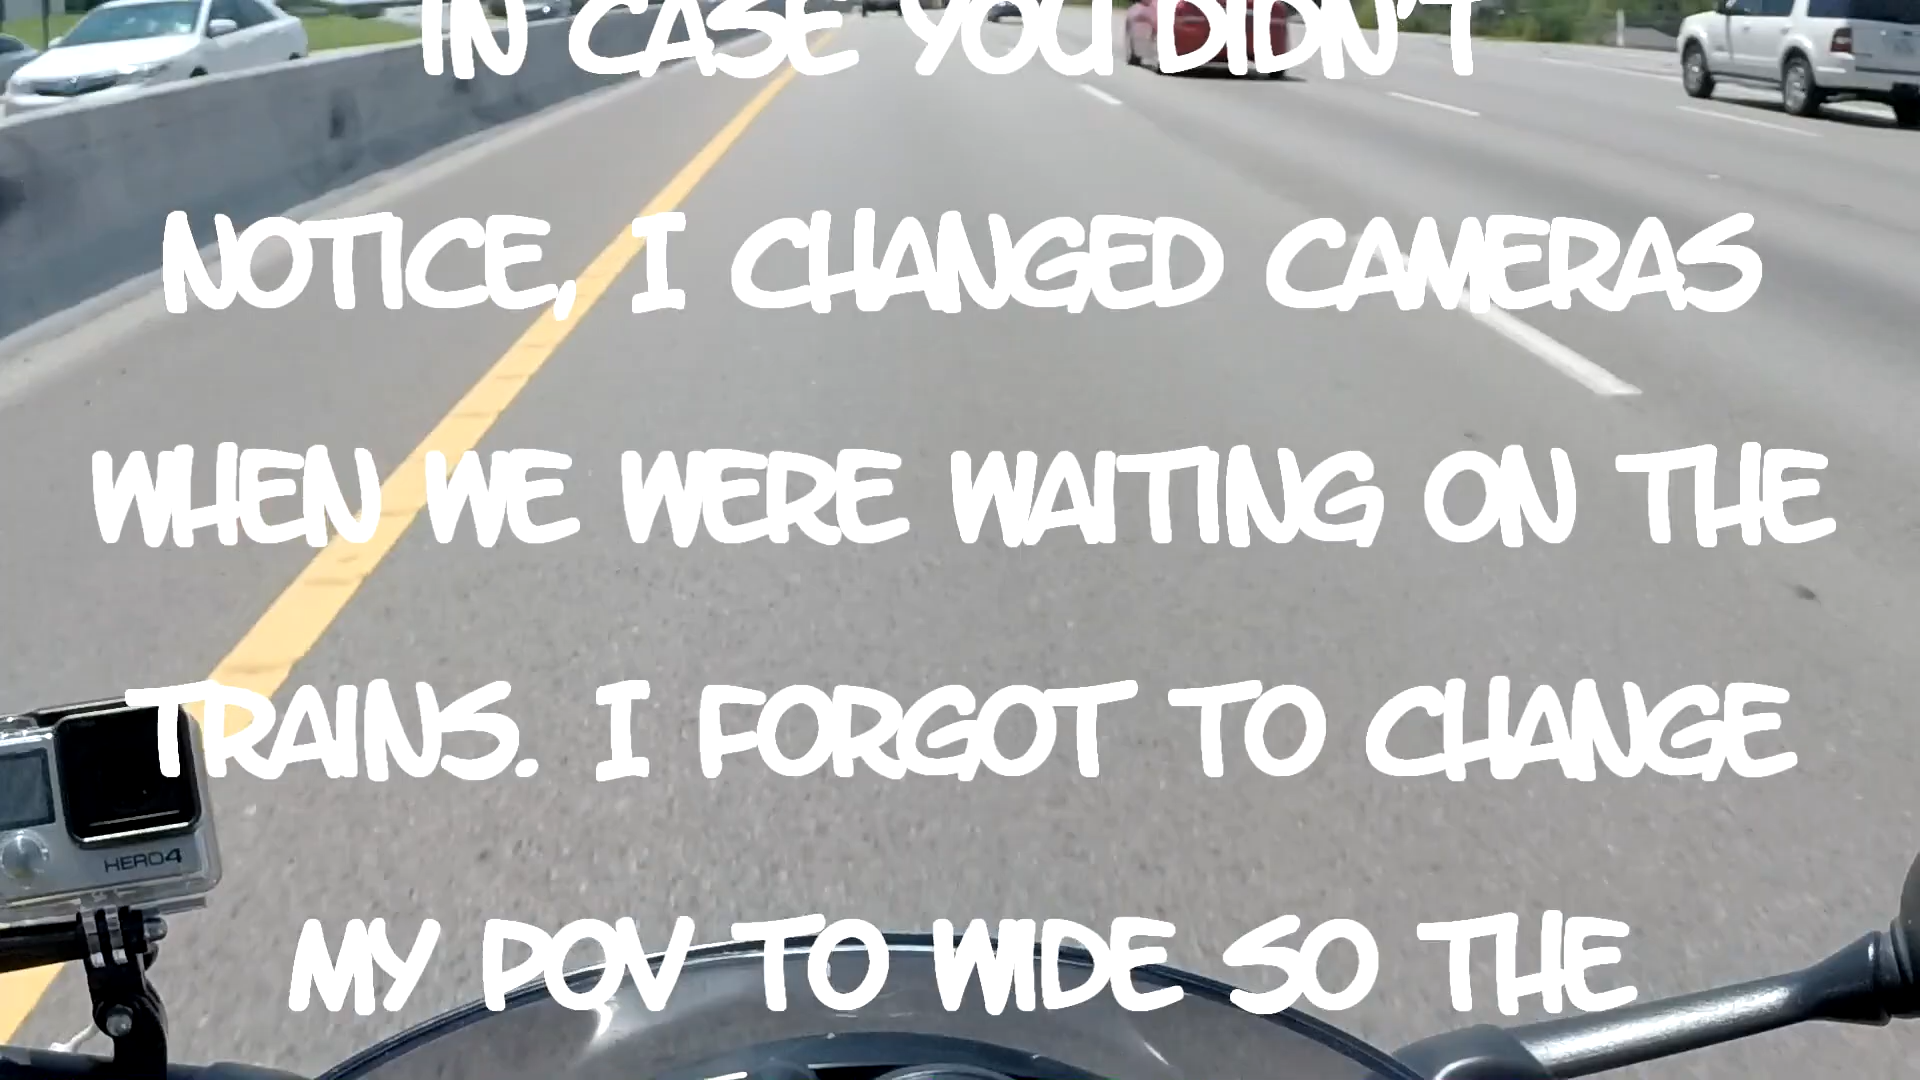 IN CASE YOU DIDN'T
NOTICE, I CHANGED CAMERAS
WHEN WE WERE WAITING ON THE
TRAINS. I FORGOT TO CHANGE
HERO4
MY POV TO WIDE SO THE